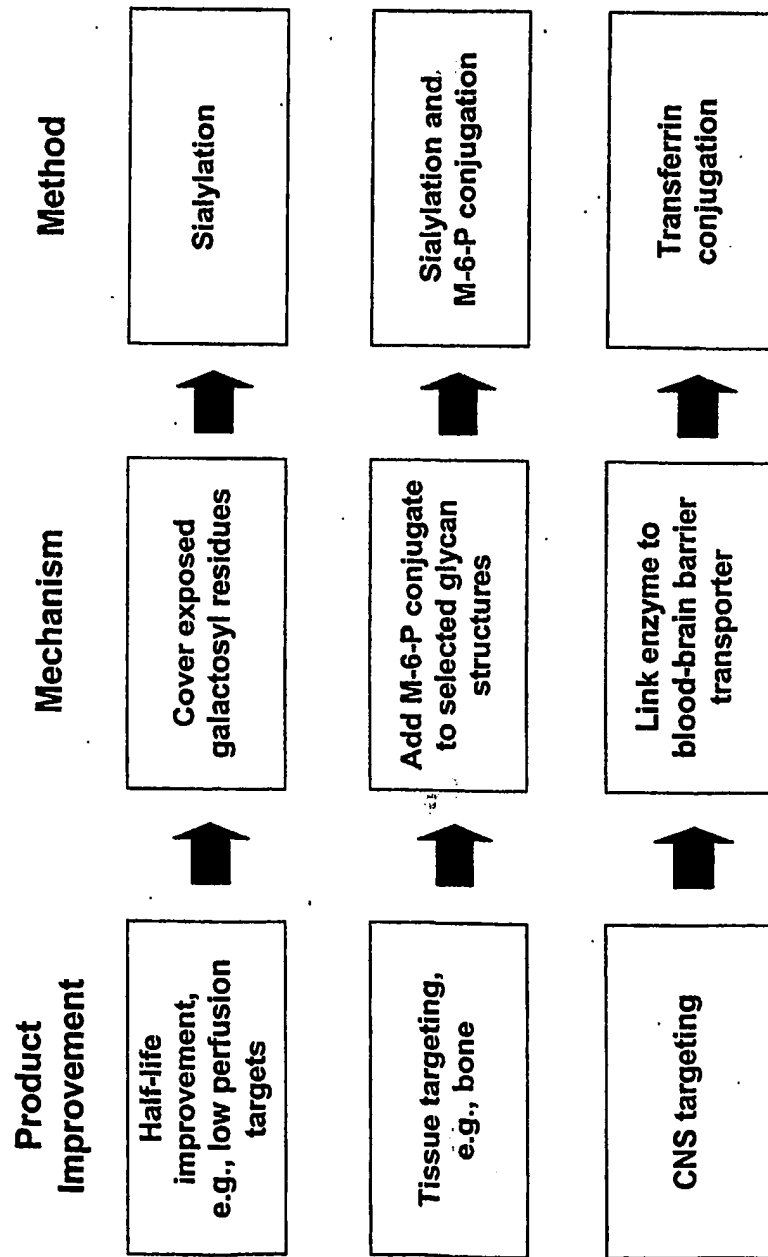 Product
Improvement
Mechanism
Method
Half-life
improvement,
e.g., low perfusion
targets
Cover exposed
galactosyl residues
Sialylation
Tissue targeting,
e.g., bone
Add M-6-P conjugate
to selected glycan
structures
Sialylation and
M-6-P conjugation
CNS targeting
Link enzyme to
blood-brain barrier
transporter
Transferrin
conjugation